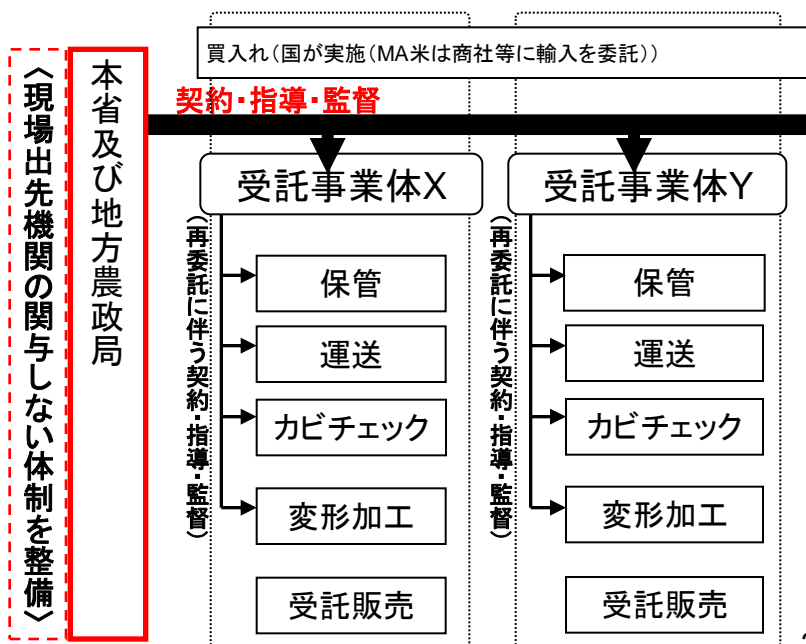 買入れ（国が実施（MA米は商社等に輸入を委託））
〈現場出先機関の関与しない体制を整備〉
本省及び地方農政局
契約・指導・監督
受託事業体X
（再委託に伴う契約・指導・監督）
保管
運送
カビチェック
変形加工
受託販売
受託事業体Y
（再委託に伴う契約・指導・監督）
保管
運送
カビチェック
変形加工
受託販売